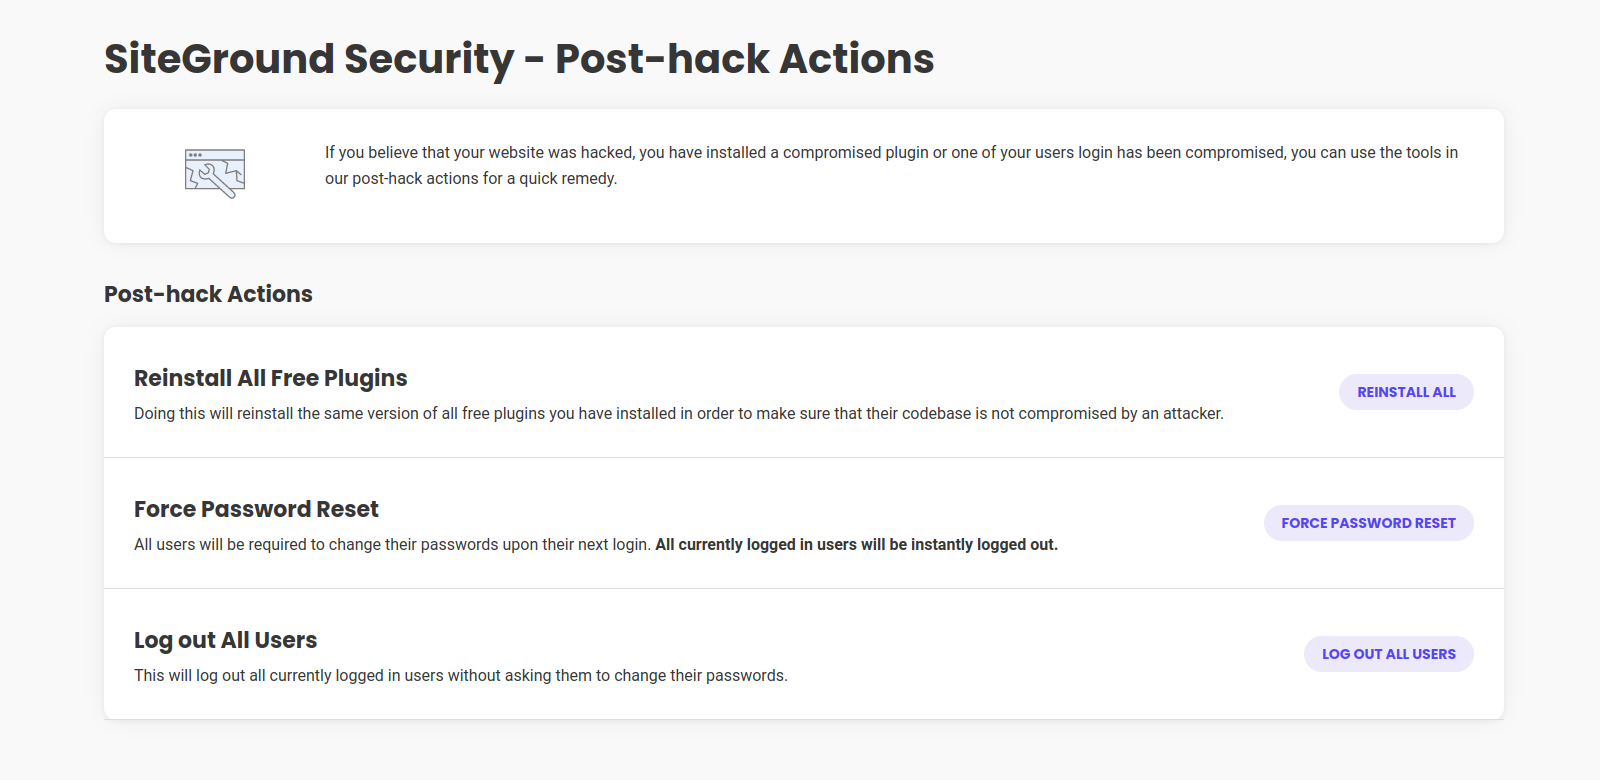 SiteGround Security - Post-hack Actions
If you believe that your website was hacked, you have installed a compromised plugin or one of your users login has been compromised, you can use the tools in
our post-hack actions for a quick remedy.
Post-hack Actions
Reinstall All Free Plugins
REINSTALL ALL
Doing this will reinstall the same version of all free plugins you have installed in order to make sure that their codebase is not compromised by an attacker.
Force Password Reset
FORCE PASSWORD RESET
All users will be required to change their passwords upon their next login. All currently logged in users will be instantly logged out.
Log out All Users
LOG OUT ALL USERS
This will log out all currently logged in users without asking them to change their passwords.